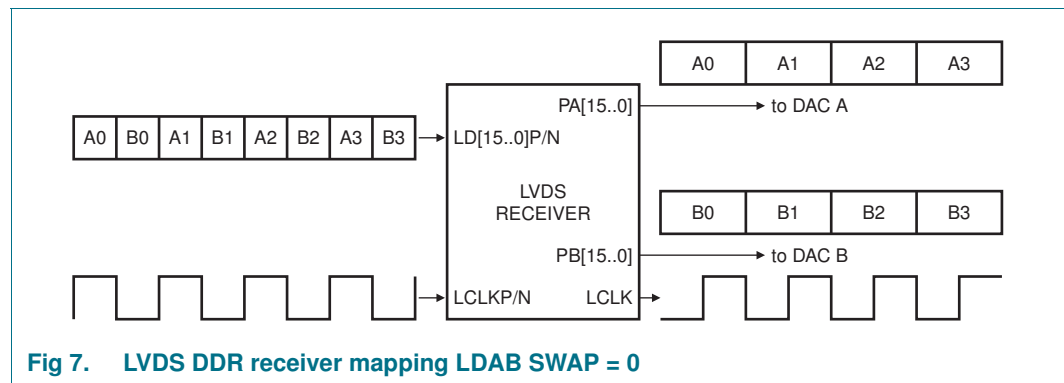 A0 A1 A2 A3
PA[15..0] to DAC A
A0 B0 A1 B1 A2 B2 A3 B3 LD[15..0]P/N
LVDS
RECEIVER
B0 B1 B2 B3
PB[15..0] to DAC B
LCLKP/N LCLK
Fig 7. LVDS DDR receiver mapping LDAB SWAP = 0